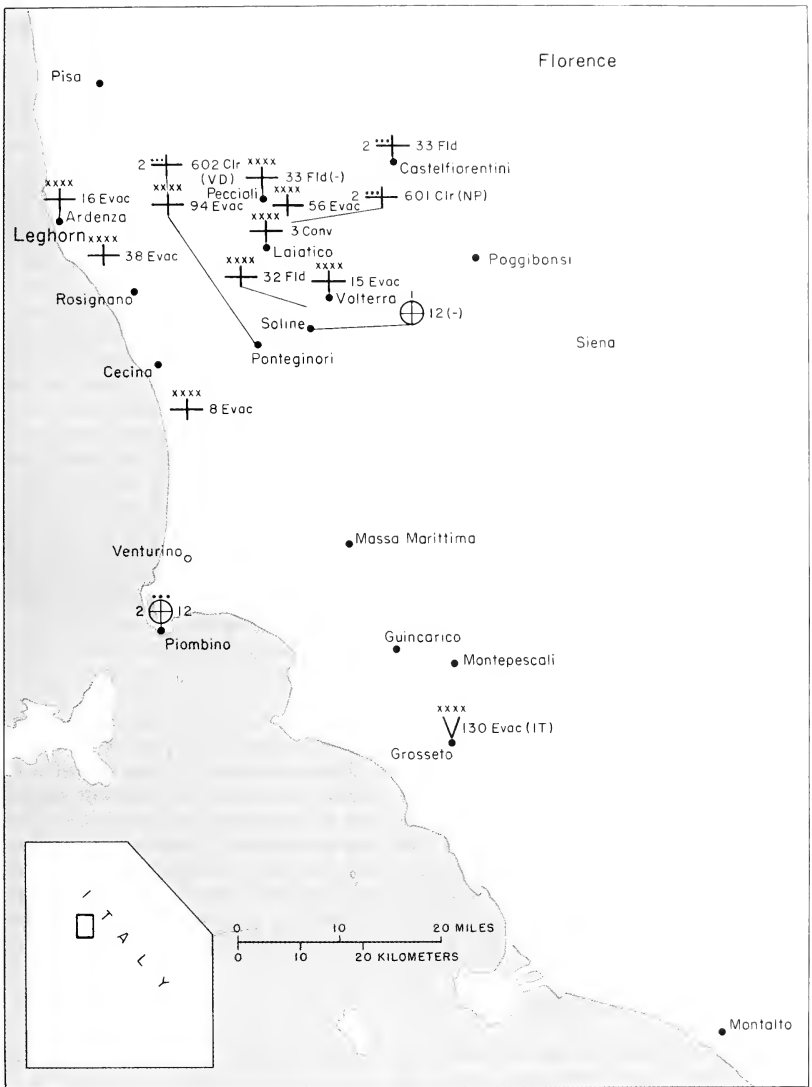 Florence
Pisa
2 33 Fld
Castelfiorentini
2 602 Clr
(VD)
xxxx
33 Fld(-)
Peccioli
xxxx
16 Evac
Ardenza
xxxx
94 Evac
xxxx
56 Evac
2 601 Clr (NP)
Leghorn
xxxx
38 Evac
xxxx
3 Conv
Laiatico
Poggibonsi
xxxx
32 Fld
xxxx
15 Evac
Volterra
Rosignano
1
12 (-)
Soline
Siena
Ponteginori
Cecina
xxxx
8 Evac
Massa Marittima
Venturino
2 12
Piombino
Guincarico
Montepescali
xxxx
130 Evac (IT)
Grosseto
ITALY
0 10 20 MILES
0 10 20 KILOMETERS
Montalto